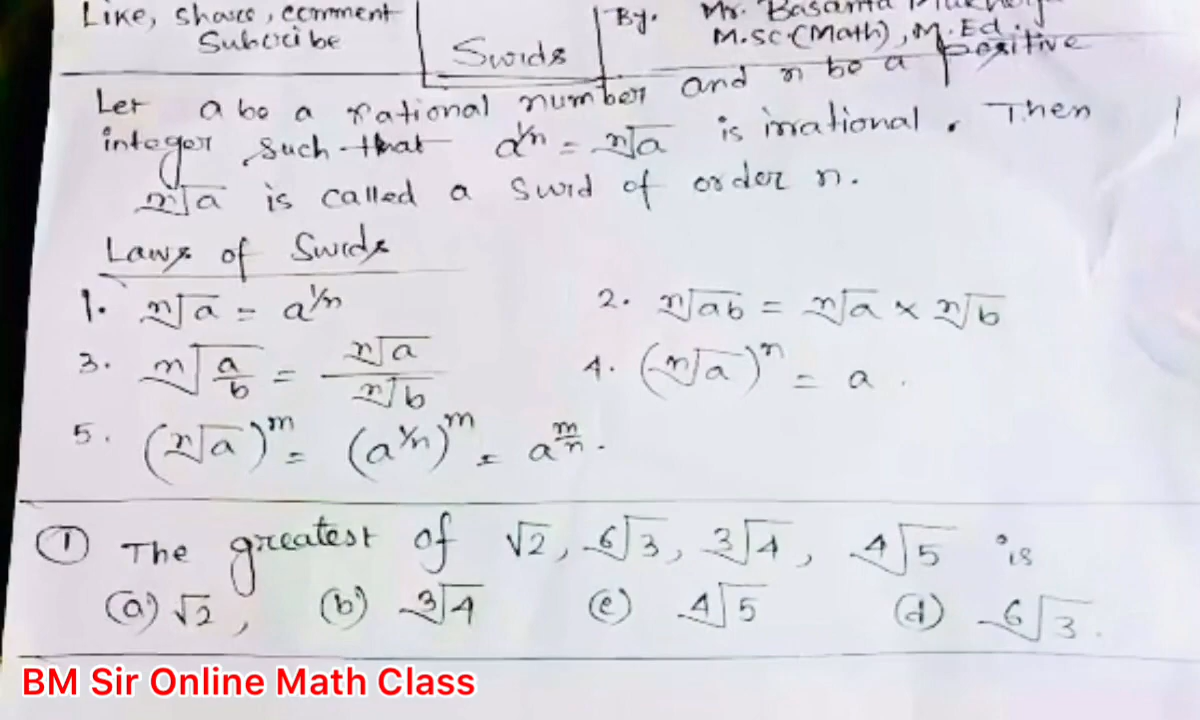 Like, share, comment
Subscribe
Surds
By. Mr. Basanta
M.Sc(Math), M.Ed.
Let a be a rational number and n be a positive
integer such that a^{1/n} = ⁿ√a is irrational. Then
ⁿ√a is called a surd of order n.
Laws of Surds
1. ⁿ√a = a^{1/n}
2. ⁿ√ab = ⁿ√a × ⁿ√b
3. ⁿ√(a/b) = ⁿ√a / ⁿ√b
4. (ⁿ√a)ⁿ = a.
5. (ⁿ√a)^m = (a^{1/n})^m = a^{m/n}.
① The greatest of √2, ⁶√3, ³√4, ⁴√5 is
(a) √2, (b) ³√4 (c) ⁴√5 (d) ⁶√3.
BM Sir Online Math Class